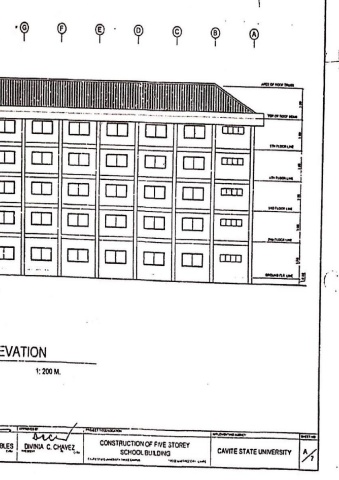 G F E D C B A
APEX OF ROOF TRUSS
TOP OF ROOF BEAM
5TH FLOOR LINE
4TH FLOOR LINE
3RD FLOOR LINE
2ND FLOOR LINE
GROUND FLR LINE
EVATION
1: 200 M.
APPROVED BY
PROJECT TITLE/LOCATION
IMPLEMENTING AGENCY
SHEET NO.
BLES
DIVINIA C. CHAVEZ
CONSTRUCTION OF FIVE STOREY
SCHOOL BUILDING
CAVITE STATE UNIVERSITY
A/7